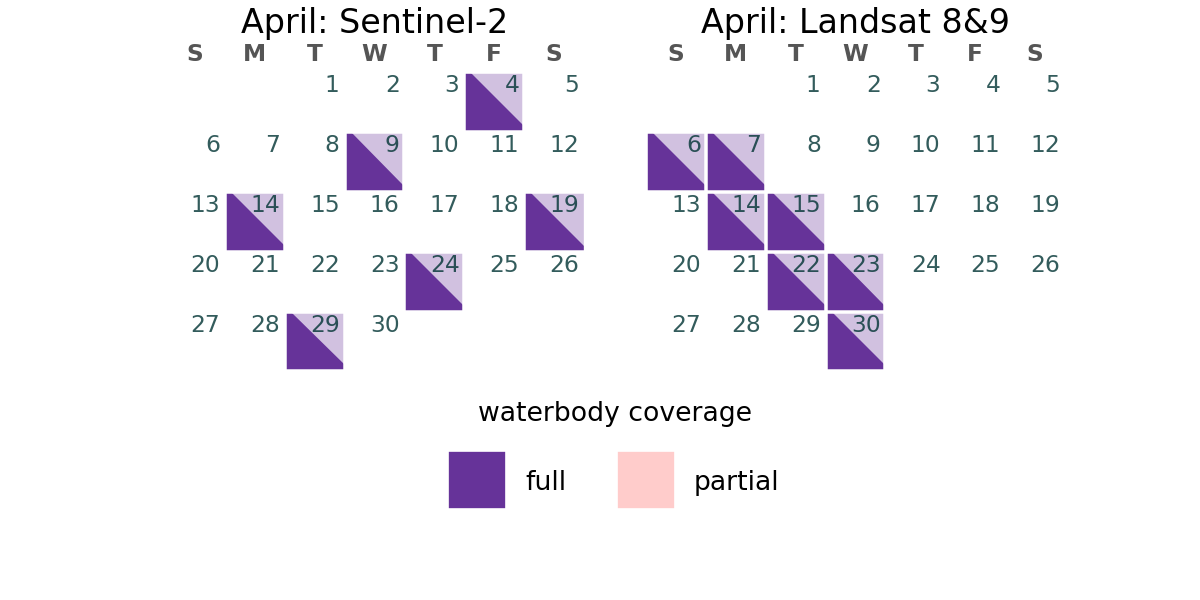 April: Sentinel-2
S M T W T F S
1 2 3 4 5
6 7 8 9 10 11 12
13 14 15 16 17 18 19
20 21 22 23 24 25 26
27 28 29 30
April: Landsat 8&9
S M T W T F S
1 2 3 4 5
6 7 8 9 10 11 12
13 14 15 16 17 18 19
20 21 22 23 24 25 26
27 28 29 30
waterbody coverage
full partial